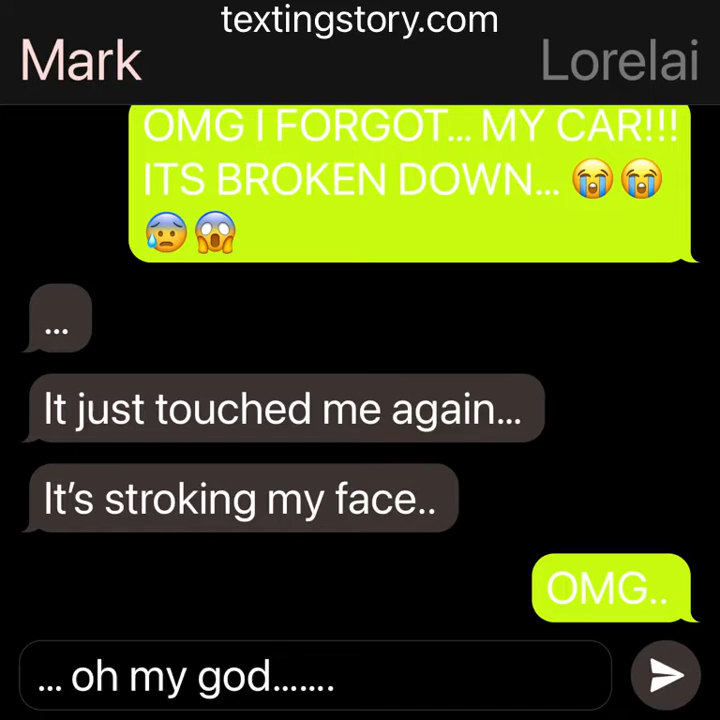 textingstory.com
Mark
Lorelai
OMG I FORGOT... MY CAR!!!
ITS BROKEN DOWN... 😭😭
😰😱
...
It just touched me again...
It’s stroking my face..
OMG..
... oh my god.......